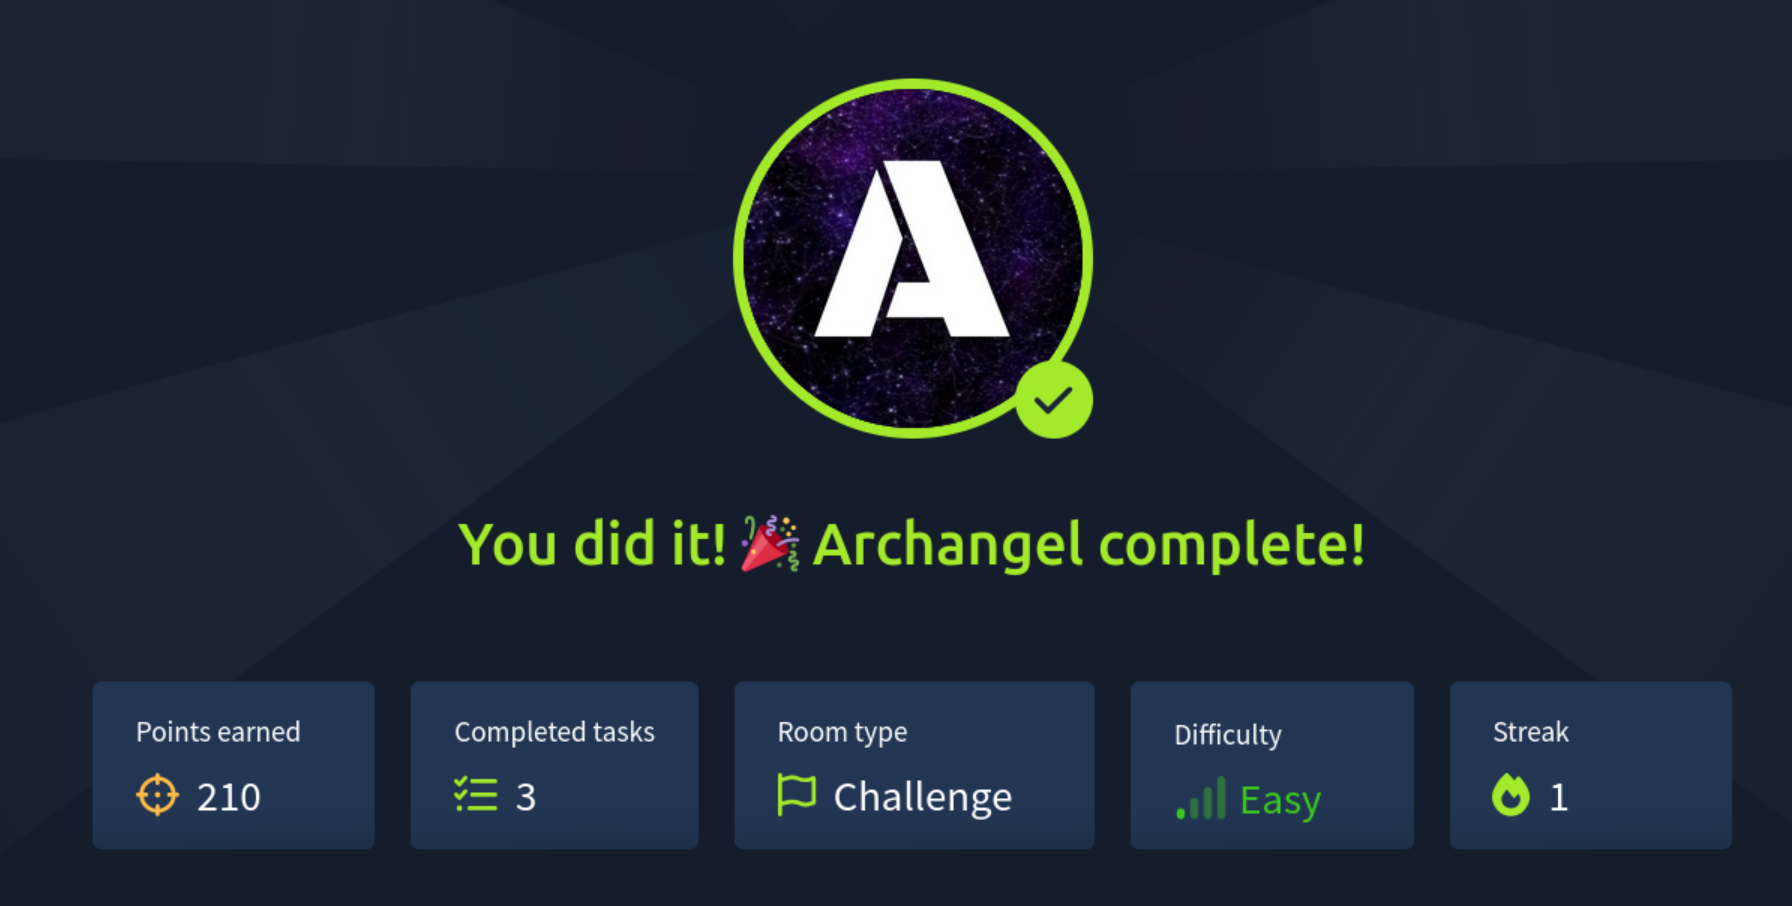 A
You did it! 🎉 Archangel complete!
Points earned
210
Completed tasks
3
Room type
Challenge
Difficulty
Easy
Streak
1